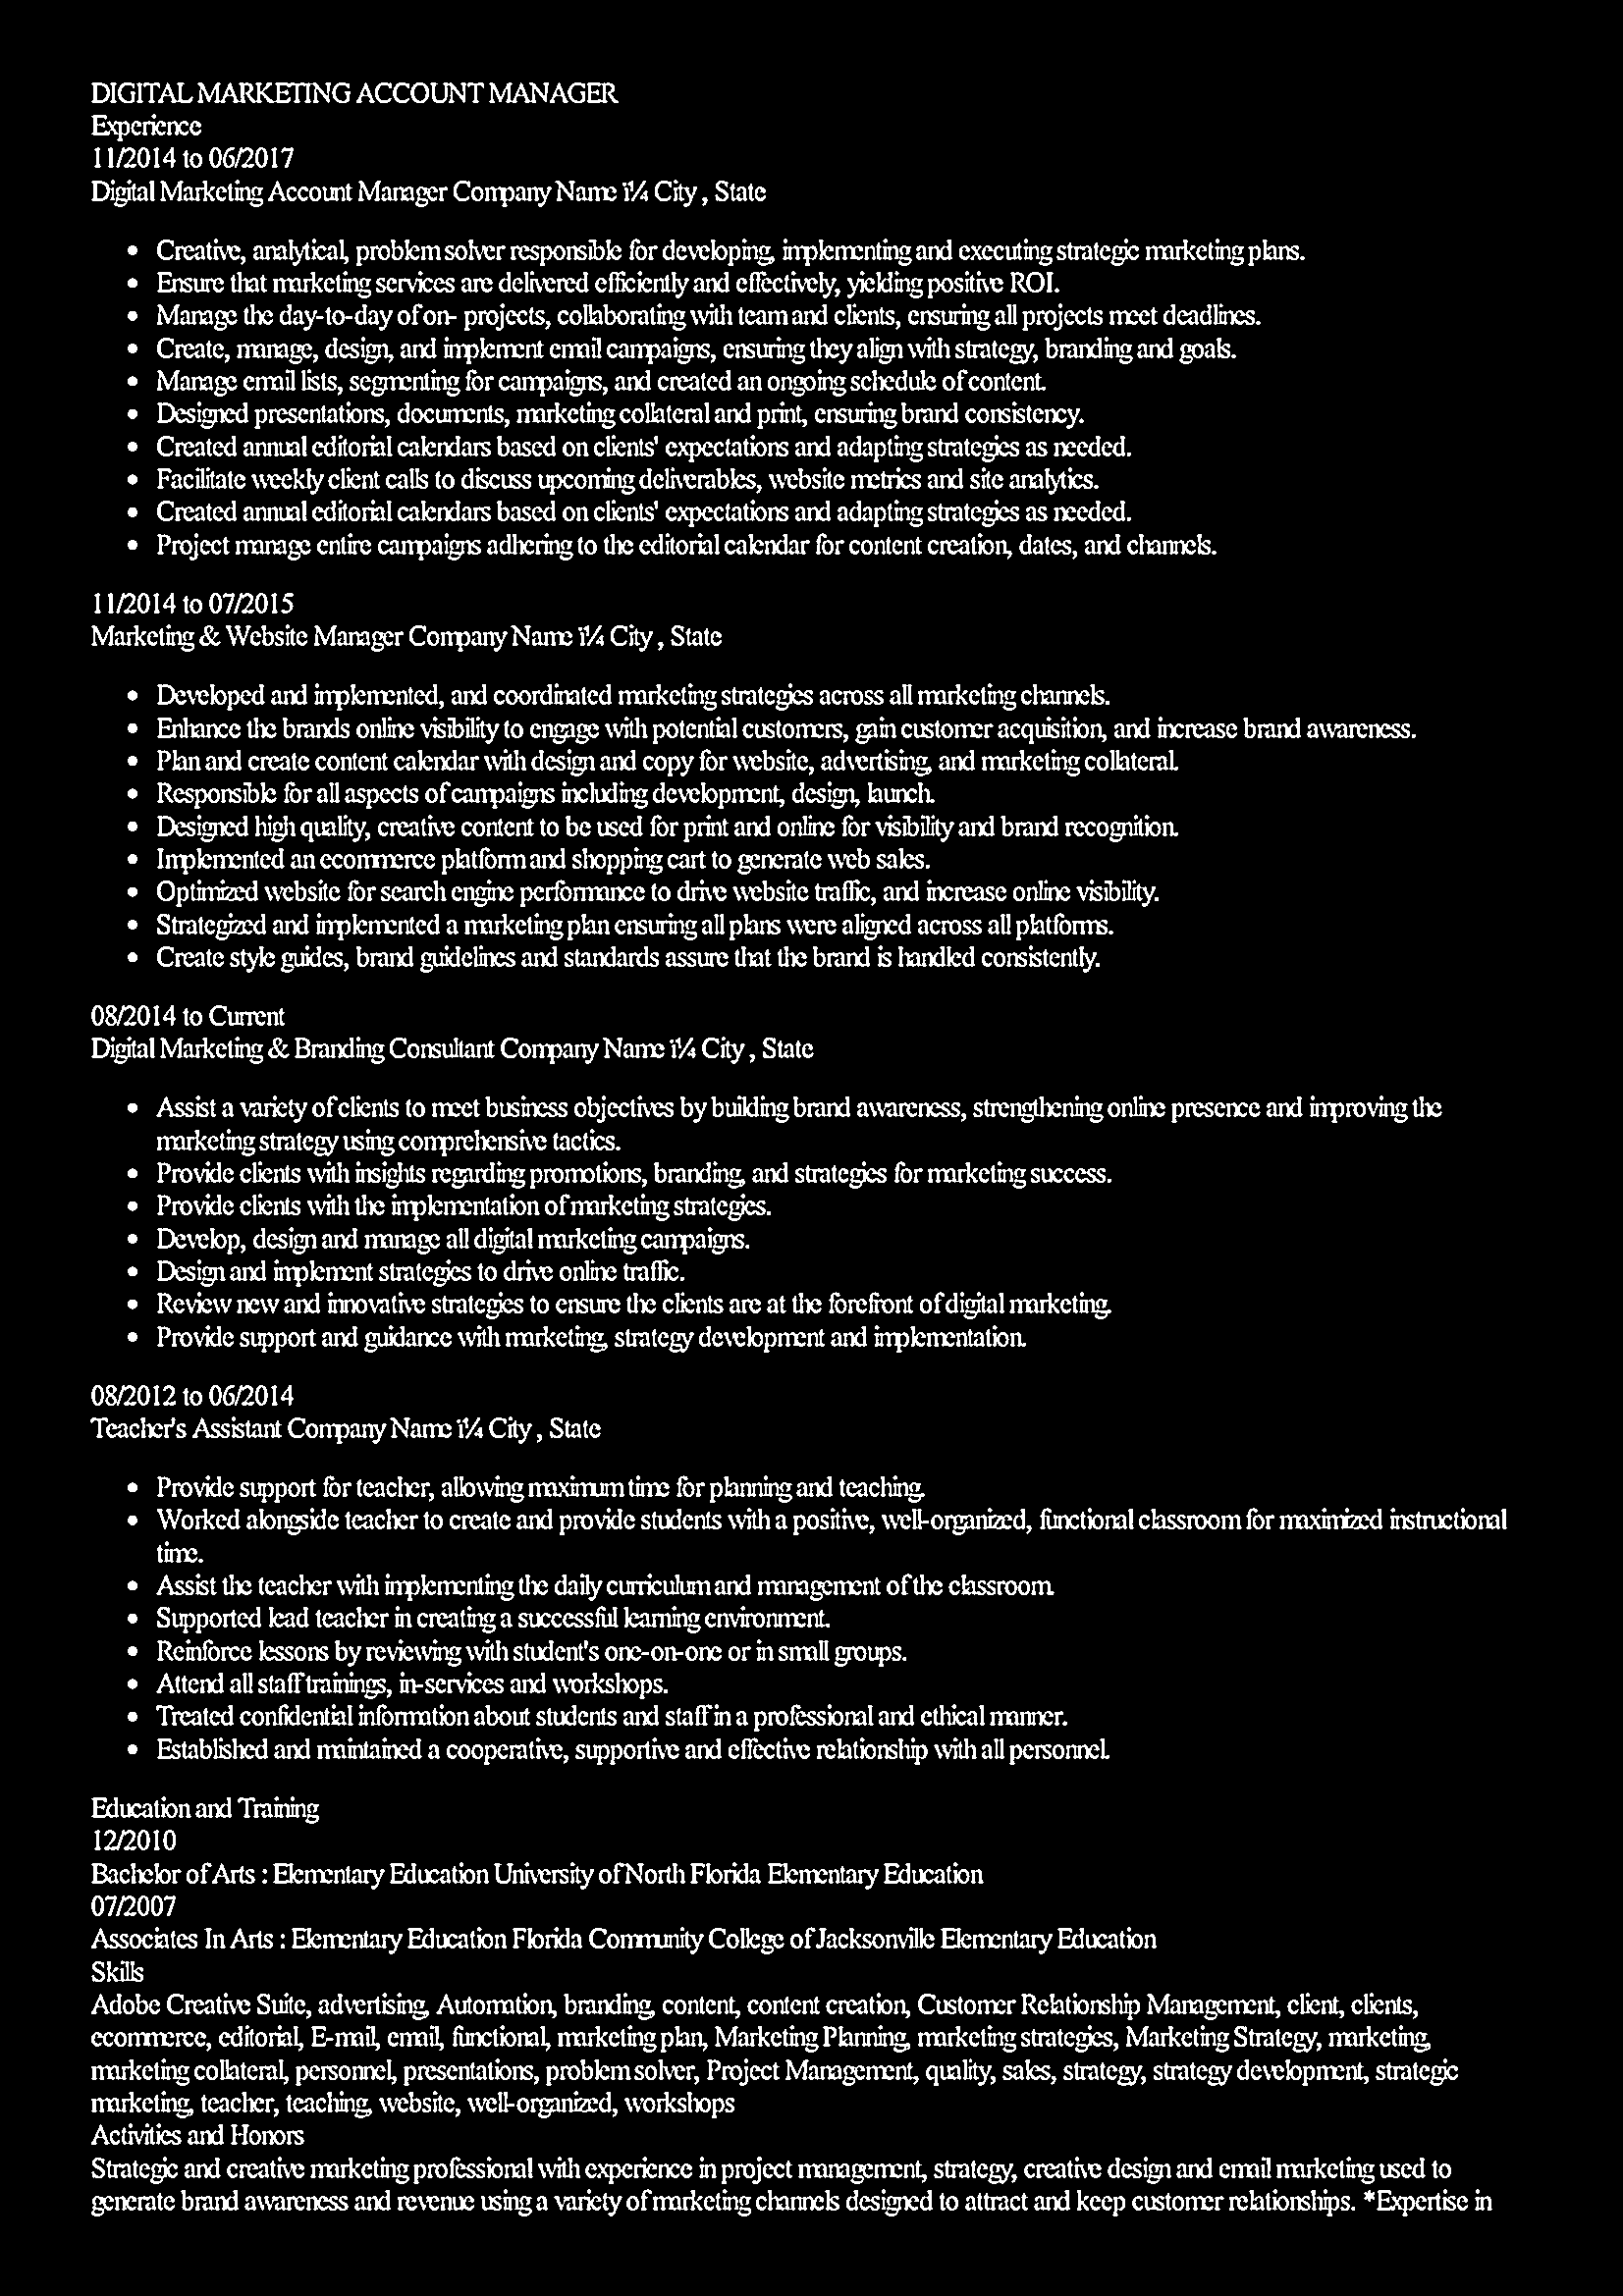 DIGITAL MARKETING ACCOUNT MANAGER
Experience
11/2014 to 06/2017
Digital Marketing Account Manager Company Name ï¼ City , State
• Creative, analytical, problem solver responsible for developing, implementing and executing strategic marketing plans.
• Ensure that marketing services are delivered efficiently and effectively, yielding positive ROI.
• Manage the day-to-day of on- projects, collaborating with team and clients, ensuring all projects meet deadlines.
• Create, manage, design, and implement email campaigns, ensuring they align with strategy, branding and goals.
• Manage email lists, segmenting for campaigns, and created an ongoing schedule of content.
• Designed presentations, documents, marketing collateral and print, ensuring brand consistency.
• Created annual editorial calendars based on clients' expectations and adapting strategies as needed.
• Facilitate weekly client calls to discuss upcoming deliverables, website metrics and site analytics.
• Created annual editorial calendars based on clients' expectations and adapting strategies as needed.
• Project manage entire campaigns adhering to the editorial calendar for content creation, dates, and channels.
11/2014 to 07/2015
Marketing & Website Manager Company Name ï¼ City , State
• Developed and implemented, and coordinated marketing strategies across all marketing channels.
• Enhance the brands online visibility to engage with potential customers, gain customer acquisition, and increase brand awareness.
• Plan and create content calendar with design and copy for website, advertising, and marketing collateral.
• Responsible for all aspects of campaigns including development, design, launch.
• Designed high quality, creative content to be used for print and online for visibility and brand recognition.
• Implemented an ecommerce platform and shopping cart to generate web sales.
• Optimized website for search engine performance to drive website traffic, and increase online visibility.
• Strategized and implemented a marketing plan ensuring all plans were aligned across all platforms.
• Create style guides, brand guidelines and standards assure that the brand is handled consistently.
08/2014 to Current
Digital Marketing & Branding Consultant Company Name ï¼ City , State
• Assist a variety of clients to meet business objectives by building brand awareness, strengthening online presence and improving the
marketing strategy using comprehensive tactics.
• Provide clients with insights regarding promotions, branding, and strategies for marketing success.
• Provide clients with the implementation of marketing strategies.
• Develop, design and manage all digital marketing campaigns.
• Design and implement strategies to drive online traffic.
• Review new and innovative strategies to ensure the clients are at the forefront of digital marketing.
• Provide support and guidance with marketing, strategy development and implementation.
08/2012 to 06/2014
Teacher's Assistant Company Name ï¼ City , State
• Provide support for teacher, allowing maximum time for planning and teaching.
• Worked alongside teacher to create and provide students with a positive, well-organized, functional classroom for maximized instructional
time.
• Assist the teacher with implementing the daily curriculum and management of the classroom.
• Supported lead teacher in creating a successful learning environment.
• Reinforce lessons by reviewing with student's one-on-one or in small groups.
• Attend all staff trainings, in-services and workshops.
• Treated confidential information about students and staff in a professional and ethical manner.
• Established and maintained a cooperative, supportive and effective relationship with all personnel.
Education and Training
12/2010
Bachelor of Arts : Elementary Education University of North Florida Elementary Education
07/2007
Associates In Arts : Elementary Education Florida Community College of Jacksonville Elementary Education
Skills
Adobe Creative Suite, advertising, Automation, branding, content, content creation, Customer Relationship Management, client, clients,
ecommerce, editorial, E-mail, email, functional, marketing plan, Marketing Planning, marketing strategies, Marketing Strategy, marketing,
marketing collateral, personnel, presentations, problem solver, Project Management, quality, sales, strategy, strategy development, strategic
marketing, teacher, teaching, website, well-organized, workshops
Activities and Honors
Strategic and creative marketing professional with experience in project management, strategy, creative design and email marketing used to
generate brand awareness and revenue using a variety of marketing channels designed to attract and keep customer relationships. *Expertise in